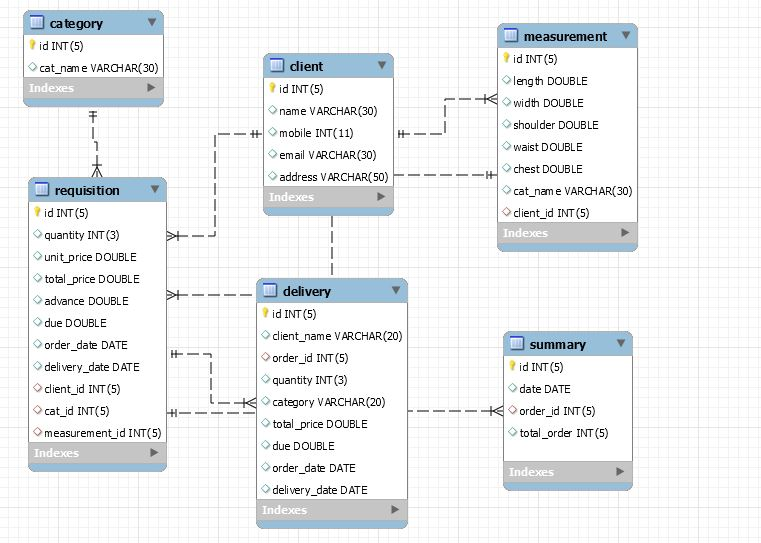 category
id INT(5)
cat_name VARCHAR(30)
Indexes
client
id INT(5)
name VARCHAR(30)
mobile INT(11)
email VARCHAR(30)
address VARCHAR(50)
Indexes
measurement
id INT(5)
length DOUBLE
width DOUBLE
shoulder DOUBLE
waist DOUBLE
chest DOUBLE
cat_name VARCHAR(30)
client_id INT(5)
Indexes
requisition
id INT(5)
quantity INT(3)
unit_price DOUBLE
total_price DOUBLE
advance DOUBLE
due DOUBLE
order_date DATE
delivery_date DATE
client_id INT(5)
cat_id INT(5)
measurement_id INT(5)
Indexes
delivery
id INT(5)
client_name VARCHAR(20)
order_id INT(5)
quantity INT(3)
category VARCHAR(20)
total_price DOUBLE
due DOUBLE
order_date DATE
delivery_date DATE
Indexes
summary
id INT(5)
date DATE
order_id INT(5)
total_order INT(5)
Indexes